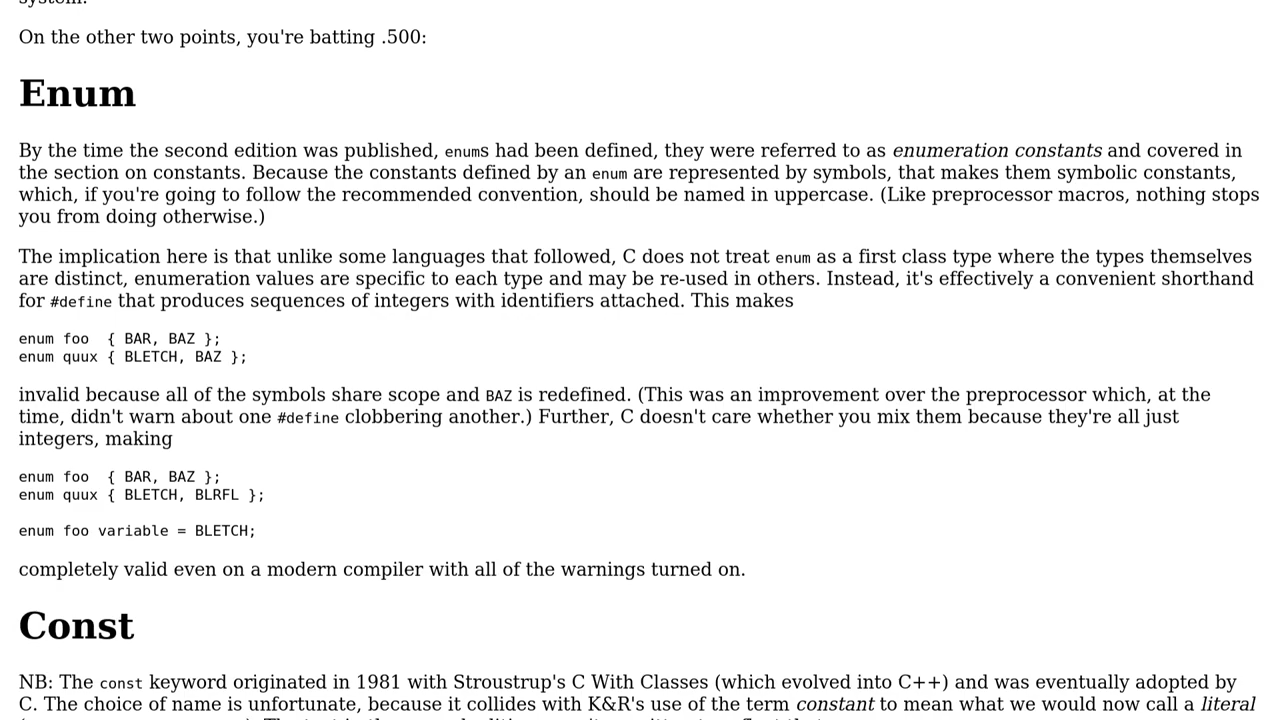 system.
On the other two points, you're batting .500:
Enum
By the time the second edition was published, enums had been defined, they were referred to as enumeration constants and covered in
the section on constants. Because the constants defined by an enum are represented by symbols, that makes them symbolic constants,
which, if you're going to follow the recommended convention, should be named in uppercase. (Like preprocessor macros, nothing stops
you from doing otherwise.)
The implication here is that unlike some languages that followed, C does not treat enum as a first class type where the types themselves
are distinct, enumeration values are specific to each type and may be re-used in others. Instead, it's effectively a convenient shorthand
for #define that produces sequences of integers with identifiers attached. This makes
enum foo  { BAR, BAZ };
enum quux { BLETCH, BAZ };
invalid because all of the symbols share scope and BAZ is redefined. (This was an improvement over the preprocessor which, at the
time, didn't warn about one #define clobbering another.) Further, C doesn't care whether you mix them because they're all just
integers, making
enum foo  { BAR, BAZ };
enum quux { BLETCH, BLRFL };
enum foo variable = BLETCH;
completely valid even on a modern compiler with all of the warnings turned on.
Const
NB: The const keyword originated in 1981 with Stroustrup's C With Classes (which evolved into C++) and was eventually adopted by
C. The choice of name is unfortunate, because it collides with K&R's use of the term constant to mean what we would now call a literal